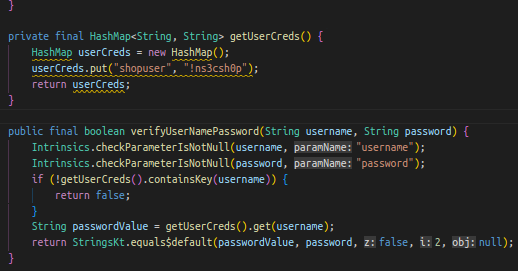 }
private final HashMap<String, String> getUserCreds() {
HashMap userCreds = new HashMap();
userCreds.put("shopuser", "!ns3csh0p");
return userCreds;
}
public final boolean verifyUserNamePassword(String username, String password) {
Intrinsics.checkParameterIsNotNull(username, paramName: "username");
Intrinsics.checkParameterIsNotNull(password, paramName: "password");
if (!getUserCreds().containsKey(username)) {
return false;
}
String passwordValue = getUserCreds().get(username);
return StringsKt.equals$default(passwordValue, password, z: false, i: 2, obj: null);
}